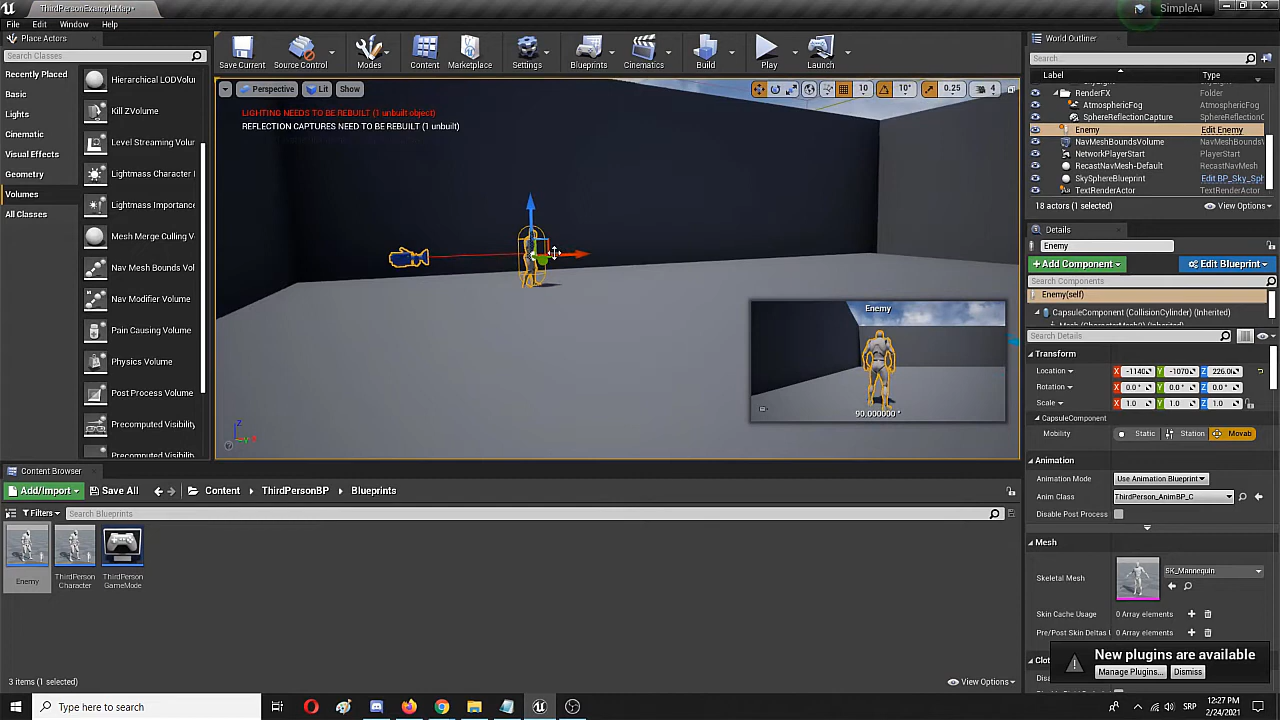 ThirdPersonExampleMap*
SimpleAI
File Edit Window Help
Place Actors
Search Classes
Recently Placed
Basic
Lights
Cinematic
Visual Effects
Geometry
Volumes
All Classes
Hierarchical LODVolu
Kill ZVolume
Level Streaming Volur
Lightmass Character I
Lightmass Importance
Mesh Merge Culling V
Nav Mesh Bounds Vol
Nav Modifier Volume
Pain Causing Volume
Physics Volume
Post Process Volume
Precomputed Visibility
Save Current
Source Control
Modes
Content
Marketplace
Settings
Blueprints
Cinematics
Build
Play
Launch
Perspective Lit Show
10 10° 0.25 4
LIGHTING NEEDS TO BE REBUILT (1 unbuilt object)
REFLECTION CAPTURES NEED TO BE REBUILT (1 unbuilt)
Enemy
90.000000 °
World Outliner
Search...
Label Type
RenderFX Folder
AtmosphericFog AtmosphericFog
SphereReflectionCapture SphereReflectionC
Enemy Edit Enemy
NavMeshBoundsVolume NavMeshBoundsV
NetworkPlayerStart PlayerStart
RecastNavMesh-Default RecastNavMesh
SkySphereBlueprint Edit BP_Sky_Sph
TextRenderActor TextRenderActor
18 actors (1 selected) View Options
Details
Enemy
Add Component Edit Blueprint
Search Components
Enemy(self)
CapsuleComponent (CollisionCylinder) (Inherited)
Mesh (CharacterMesh0) (Inherited)
Search Details
Transform
Location X -1140 Y -1070 Z 226.0
Rotation X 0.0 ° Y 0.0 ° Z 0.0 °
Scale X 1.0 Y 1.0 Z 1.0
CapsuleComponent
Mobility Static Station Movab
Animation
Animation Mode Use Animation Blueprint
Anim Class ThirdPerson_AnimBP_C
Disable Post Process
Mesh
Skeletal Mesh SK_Mannequin
Skin Cache Usage 0 Array elements
Pre/Post Skin Deltas U 0 Array elements
Clot
New plugins are available
Manage Plugins... Dismiss
Content Browser
Add/Import Save All Content ThirdPersonBP Blueprints
Filters Search Blueprints
Enemy
ThirdPerson Character
ThirdPerson GameMode
3 items (1 selected) View Options
Type here to search
SRP
12:27 PM
2/24/2021